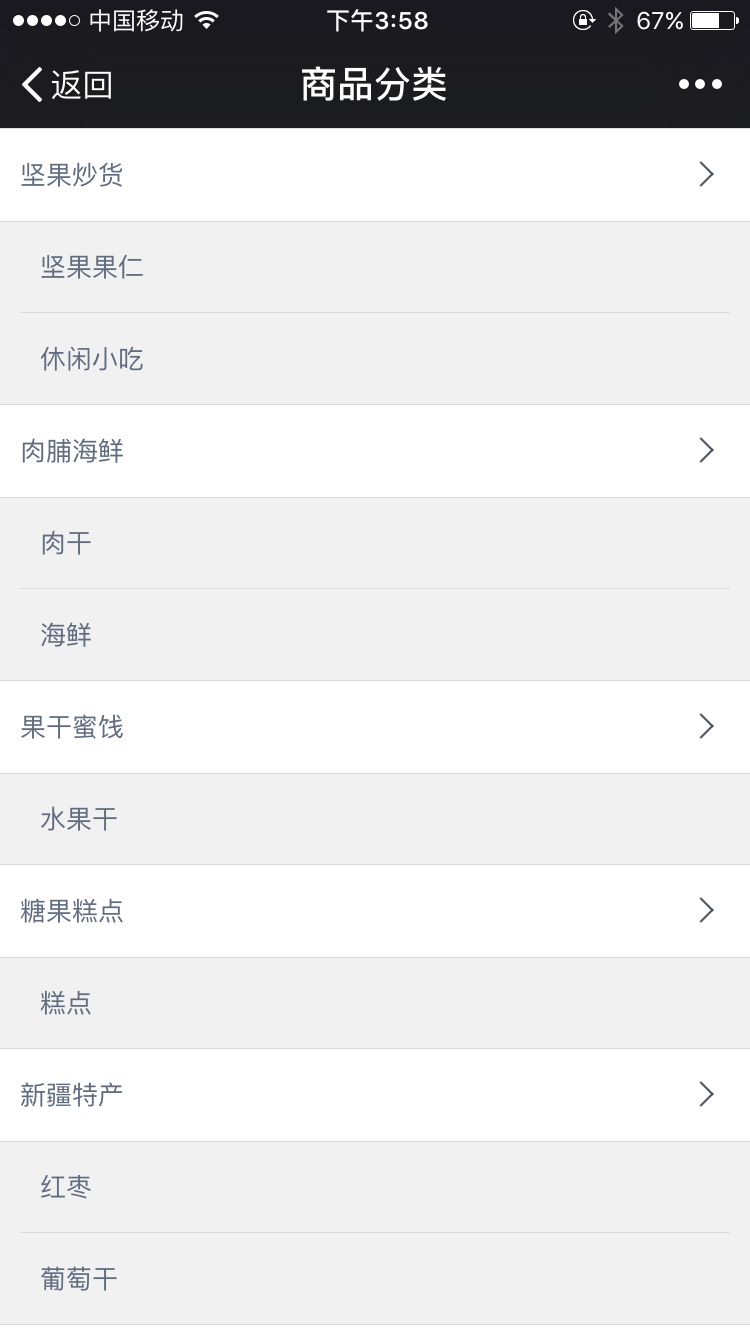 中国移动 下午3:58 67%
返回 商品分类
坚果炒货
坚果果仁
休闲小吃
肉脯海鲜
肉干
海鲜
果干蜜饯
水果干
糖果糕点
糕点
新疆特产
红枣
葡萄干